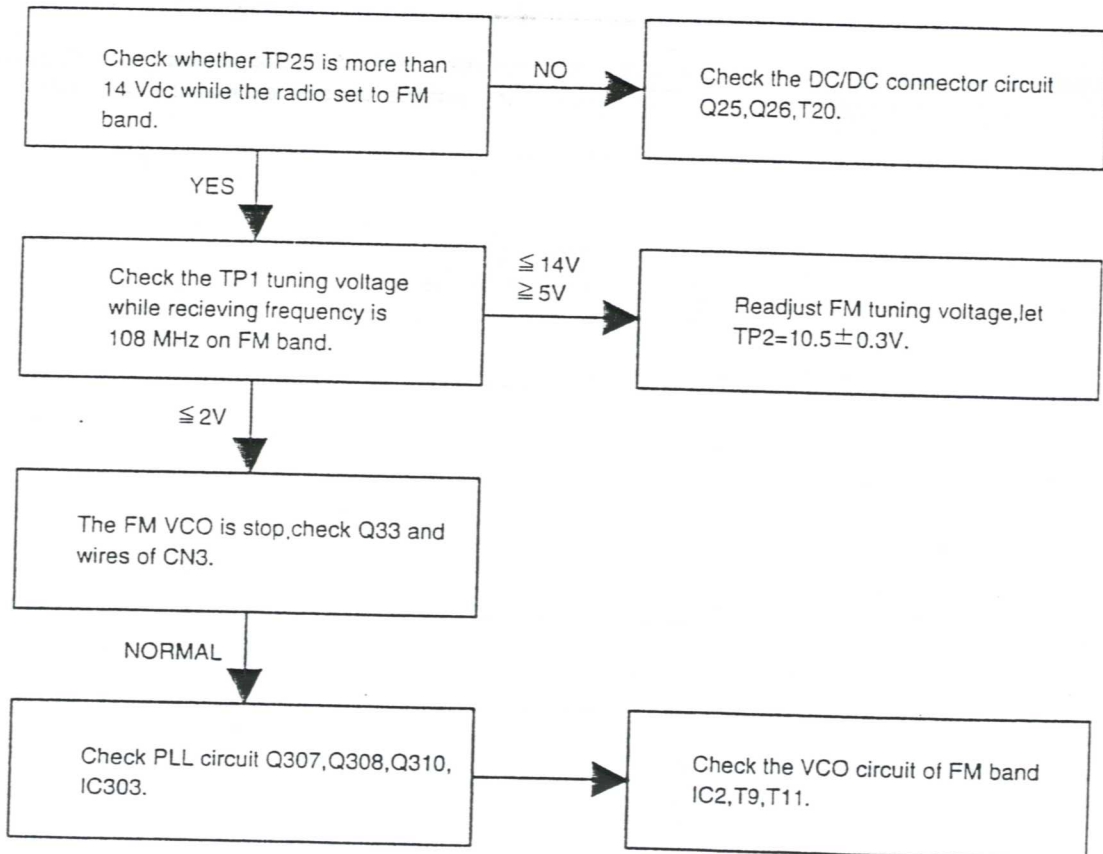 Check whether TP25 is more than
14 Vdc while the radio set to FM
band.
NO
Check the DC/DC connector circuit
Q25,Q26,T20.
YES
Check the TP1 tuning voltage
while recieving frequency is
108 MHz on FM band.
≦14V
≧5V
Readjust FM tuning voltage,let
TP2=10.5±0.3V.
≦2V
The FM VCO is stop,check Q33 and
wires of CN3.
NORMAL
Check PLL circuit Q307,Q308,Q310,
IC303.
Check the VCO circuit of FM band
IC2,T9,T11.